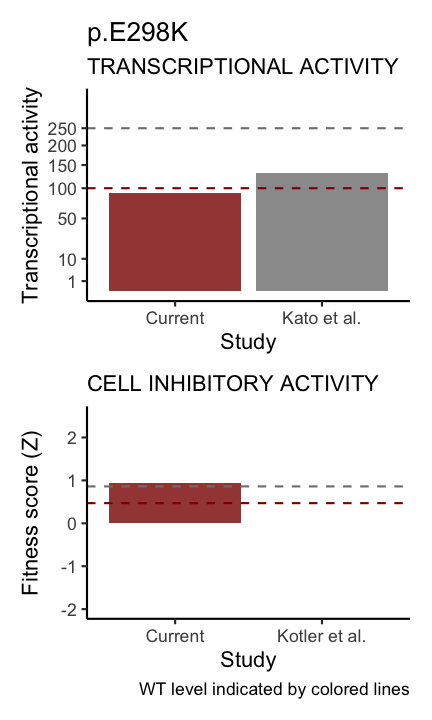 p.E298K
TRANSCRIPTIONAL ACTIVITY
Transcriptional activity
250
200
150
100
50
10
1
Current
Kato et al.
Study
CELL INHIBITORY ACTIVITY
Fitness score (Z)
2
1
0
-1
-2
Current
Kotler et al.
Study
WT level indicated by colored lines